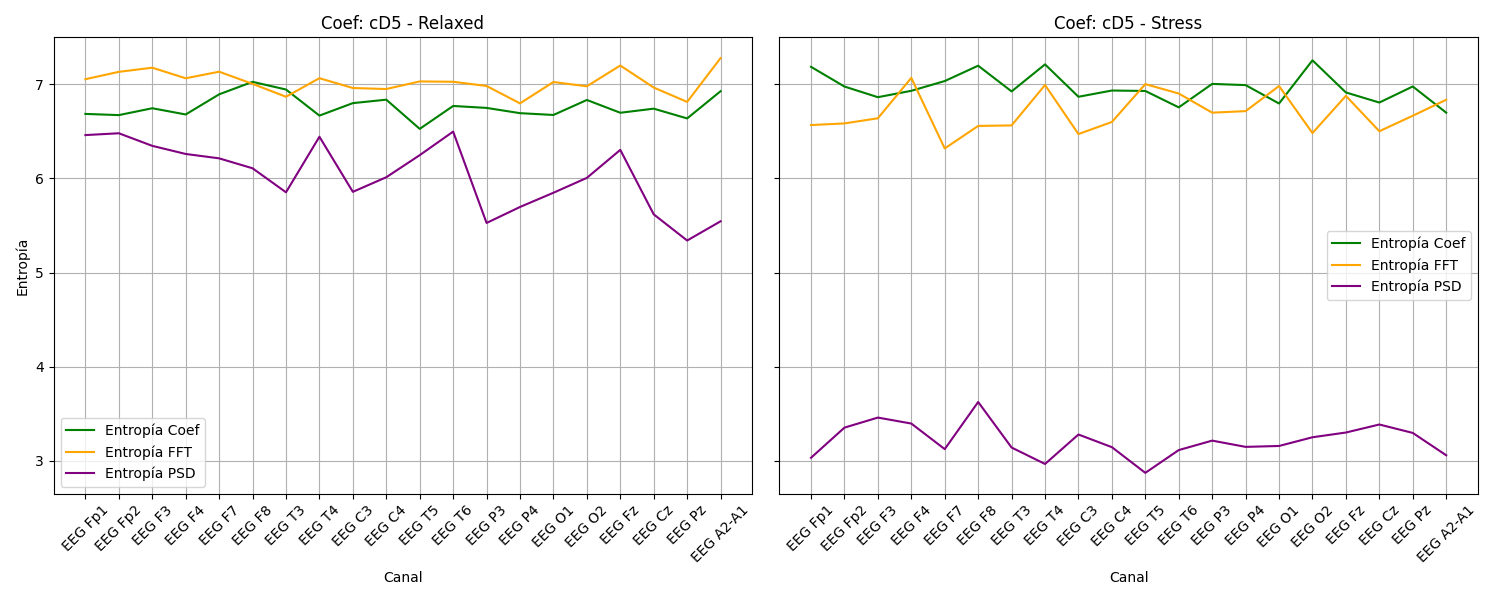 Coef: cD5 - Relaxed
Entropía
7
6
5
4
3
Entropía Coef
Entropía FFT
Entropía PSD
EEG Fp1
EEG Fp2
EEG F3
EEG F4
EEG F7
EEG F8
EEG T3
EEG T4
EEG C3
EEG C4
EEG T5
EEG T6
EEG P3
EEG P4
EEG O1
EEG O2
EEG Fz
EEG Cz
EEG Pz
EEG A2-A1
Canal
Coef: cD5 - Stress
Entropía Coef
Entropía FFT
Entropía PSD
EEG Fp1
EEG Fp2
EEG F3
EEG F4
EEG F7
EEG F8
EEG T3
EEG T4
EEG C3
EEG C4
EEG T5
EEG T6
EEG P3
EEG P4
EEG O1
EEG O2
EEG Fz
EEG Cz
EEG Pz
EEG A2-A1
Canal